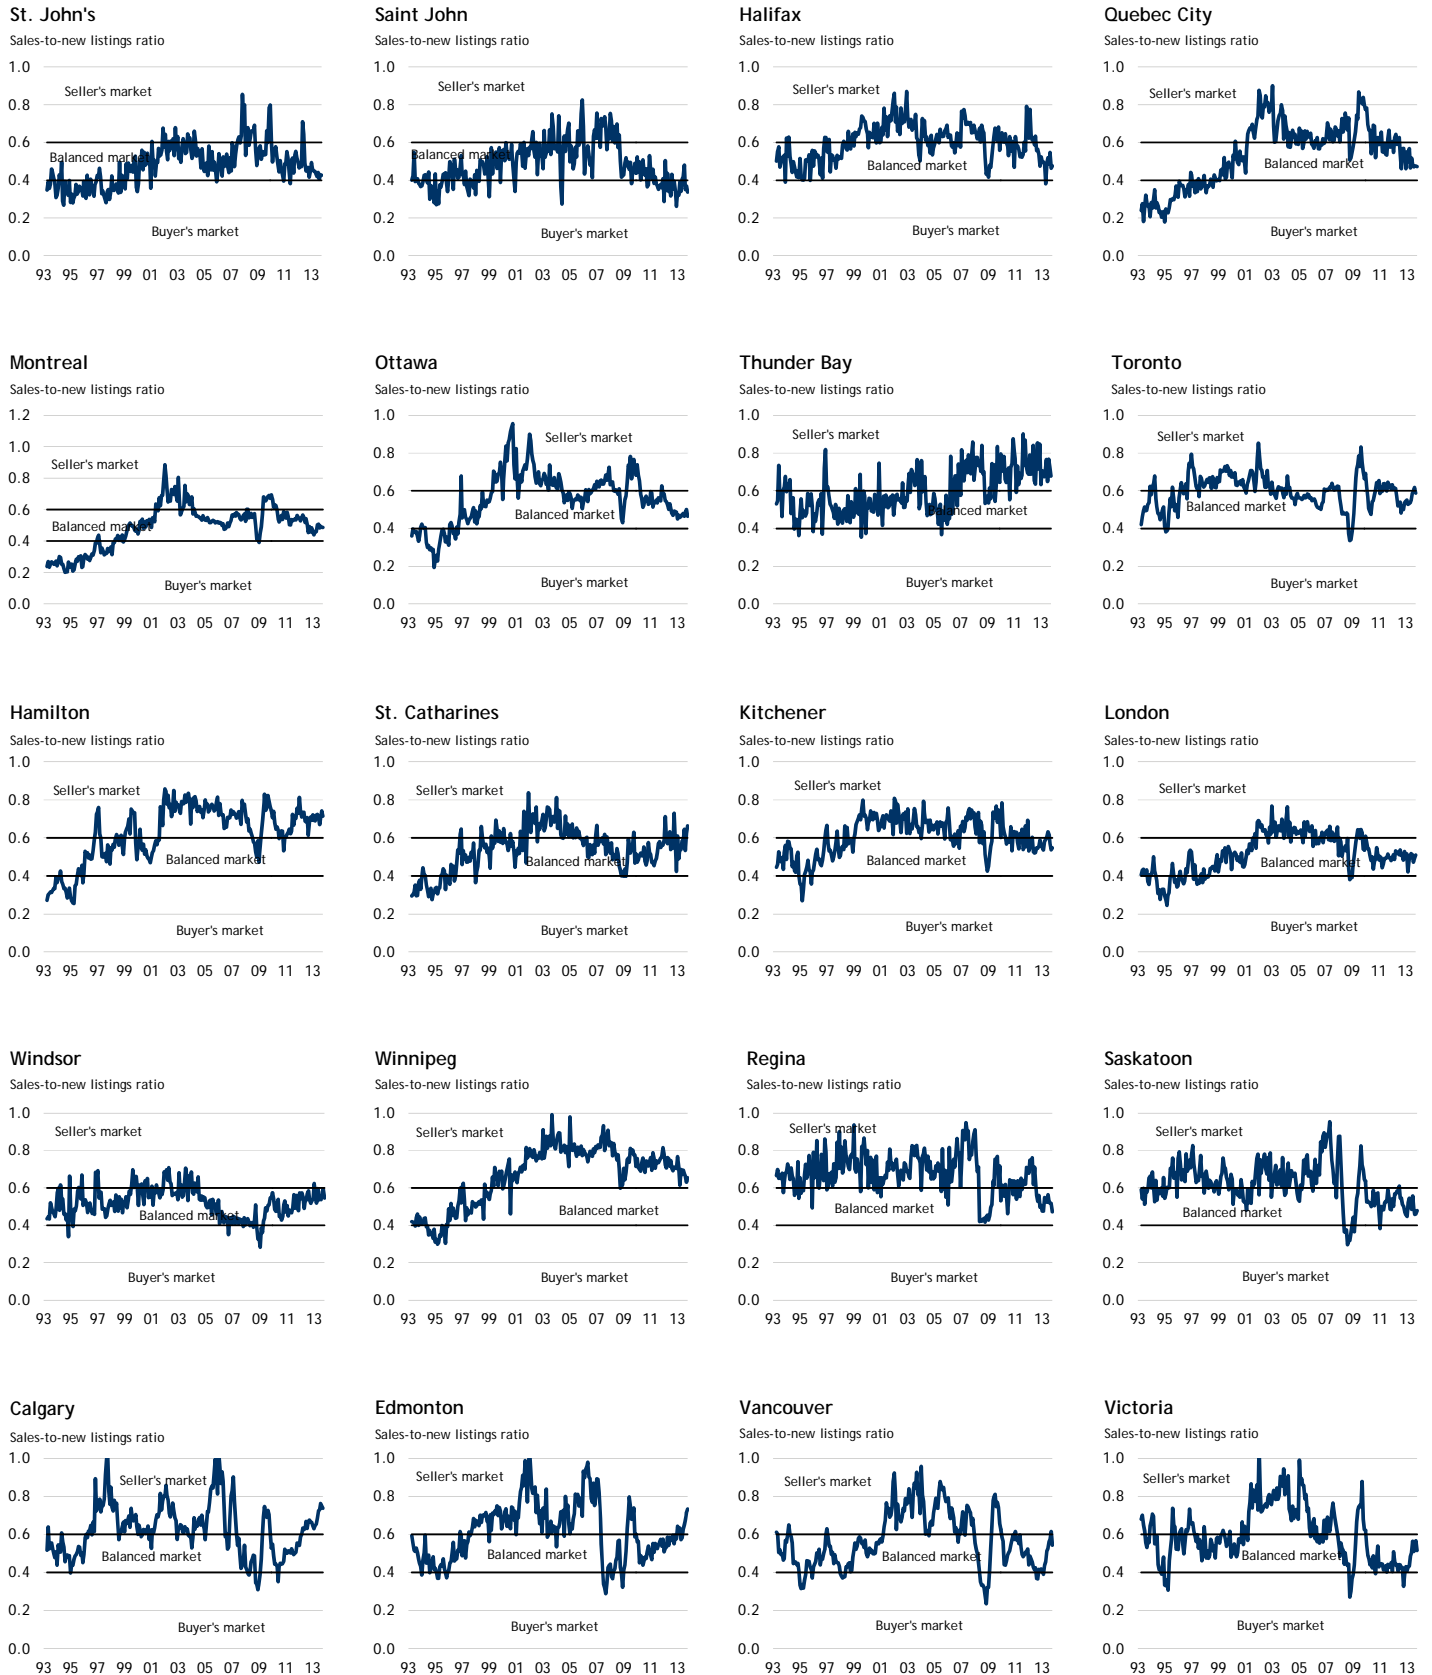 St. John's
Sales-to-new listings ratio
1.0
Seller's market
0.8
0.6
Balanced market
0.4
0.2
Buyer's market
0.0
93 95 97 99 01 03 05 07 09 11 13
Saint John
Sales-to-new listings ratio
1.0
Seller's market
0.8
0.6
Balanced market
0.4
0.2
Buyer's market
0.0
93 95 97 99 01 03 05 07 09 11 13
Halifax
Sales-to-new listings ratio
1.0
Seller's market
0.8
0.6
Balanced market
0.4
0.2
Buyer's market
0.0
93 95 97 99 01 03 05 07 09 11 13
Quebec City
Sales-to-new listings ratio
1.0
Seller's market
0.8
0.6
Balanced market
0.4
0.2
Buyer's market
0.0
93 95 97 99 01 03 05 07 09 11 13
Montreal
Sales-to-new listings ratio
1.2
1.0
Seller's market
0.8
0.6
Balanced market
0.4
0.2
Buyer's market
0.0
93 95 97 99 01 03 05 07 09 11 13
Ottawa
Sales-to-new listings ratio
1.0
Seller's market
0.8
0.6
Balanced market
0.4
0.2
Buyer's market
0.0
93 95 97 99 01 03 05 07 09 11 13
Thunder Bay
Sales-to-new listings ratio
1.0
Seller's market
0.8
0.6
Balanced market
0.4
0.2
Buyer's market
0.0
93 95 97 99 01 03 05 07 09 11 13
Toronto
Sales-to-new listings ratio
1.0
Seller's market
0.8
0.6
Balanced market
0.4
0.2
Buyer's market
0.0
93 95 97 99 01 03 05 07 09 11 13
Hamilton
Sales-to-new listings ratio
1.0
Seller's market
0.8
0.6
Balanced market
0.4
0.2
Buyer's market
0.0
93 95 97 99 01 03 05 07 09 11 13
St. Catharines
Sales-to-new listings ratio
1.0
Seller's market
0.8
0.6
Balanced market
0.4
0.2
Buyer's market
0.0
93 95 97 99 01 03 05 07 09 11 13
Kitchener
Sales-to-new listings ratio
1.0
Seller's market
0.8
0.6
Balanced market
0.4
0.2
Buyer's market
0.0
93 95 97 99 01 03 05 07 09 11 13
London
Sales-to-new listings ratio
1.0
Seller's market
0.8
0.6
Balanced market
0.4
0.2
Buyer's market
0.0
93 95 97 99 01 03 05 07 09 11 13
Windsor
Sales-to-new listings ratio
1.0
Seller's market
0.8
0.6
Balanced market
0.4
0.2
Buyer's market
0.0
93 95 97 99 01 03 05 07 09 11 13
Winnipeg
Sales-to-new listings ratio
1.0
Seller's market
0.8
0.6
Balanced market
0.4
0.2
Buyer's market
0.0
93 95 97 99 01 03 05 07 09 11 13
Regina
Sales-to-new listings ratio
1.0
Seller's market
0.8
0.6
Balanced market
0.4
0.2
Buyer's market
0.0
93 95 97 99 01 03 05 07 09 11 13
Saskatoon
Sales-to-new listings ratio
1.0
Seller's market
0.8
0.6
Balanced market
0.4
0.2
Buyer's market
0.0
93 95 97 99 01 03 05 07 09 11 13
Calgary
Sales-to-new listings ratio
1.0
Seller's market
0.8
0.6
Balanced market
0.4
0.2
Buyer's market
0.0
93 95 97 99 01 03 05 07 09 11 13
Edmonton
Sales-to-new listings ratio
1.0
Seller's market
0.8
0.6
Balanced market
0.4
0.2
Buyer's market
0.0
93 95 97 99 01 03 05 07 09 11 13
Vancouver
Sales-to-new listings ratio
1.0
Seller's market
0.8
0.6
Balanced market
0.4
0.2
Buyer's market
0.0
93 95 97 99 01 03 05 07 09 11 13
Victoria
Sales-to-new listings ratio
1.0
Seller's market
0.8
0.6
Balanced market
0.4
0.2
Buyer's market
0.0
93 95 97 99 01 03 05 07 09 11 13